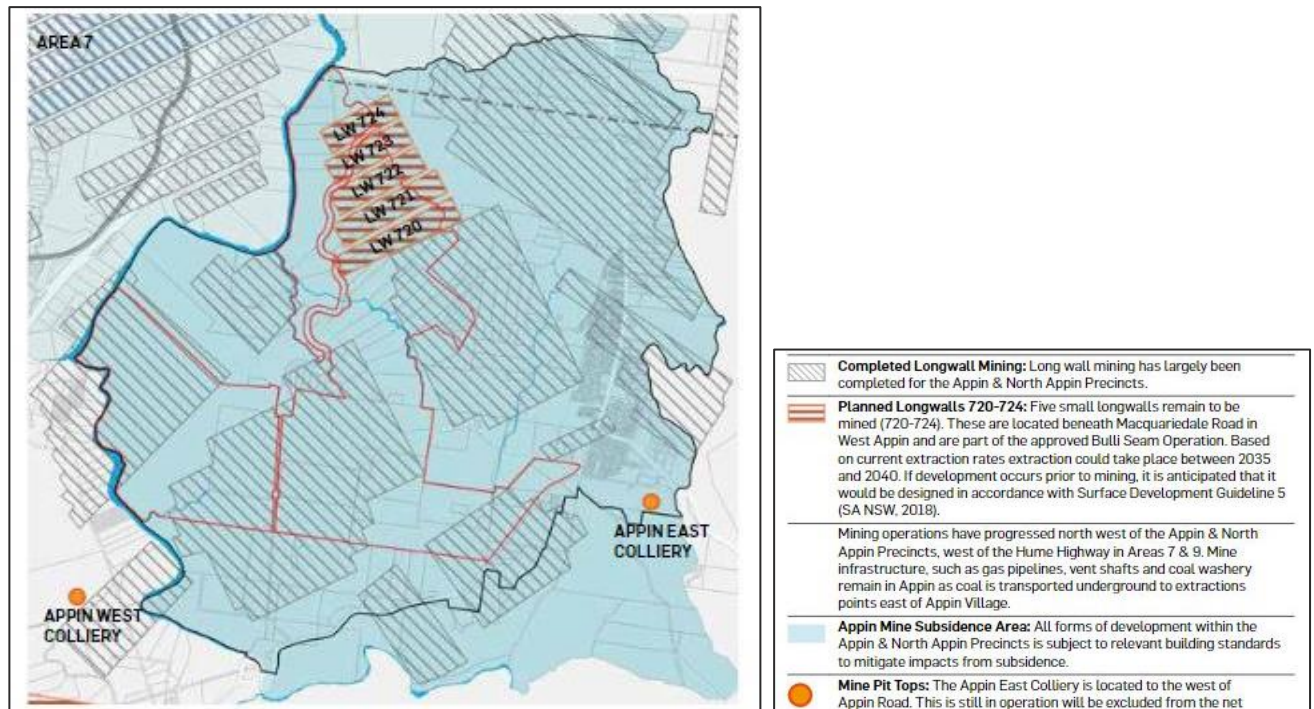 AREA 7
LW 724
LW 723
LW 722
LW 721
LW 720
APPIN EAST
COLLIERY
APPIN WEST
COLLIERY
Completed Longwall Mining: Long wall mining has largely been
completed for the Appin & North Appin Precincts.
Planned Longwalls 720-724: Five small longwalls remain to be
mined (720-724). These are located beneath Macquariedale Road in
West Appin and are part of the approved Bulli Seam Operation. Based
on current extraction rates extraction could take place between 2035
and 2040. If development occurs prior to mining, it is anticipated that it
would be designed in accordance with Surface Development Guideline 5
(SA NSW, 2018).
Mining operations have progressed north west of the Appin & North
Appin Precincts, west of the Hume Highway in Areas 7 & 9. Mine
infrastructure, such as gas pipelines, vent shafts and coal washery
remain in Appin as coal is transported underground to extractions
points east of Appin Village.
Appin Mine Subsidence Area: All forms of development within the
Appin & North Appin Precincts is subject to relevant building standards
to mitigate impacts from subsidence.
Mine Pit Tops: The Appin East Colliery is located to the west of
Appin Road. This is still in operation will be excluded from the net